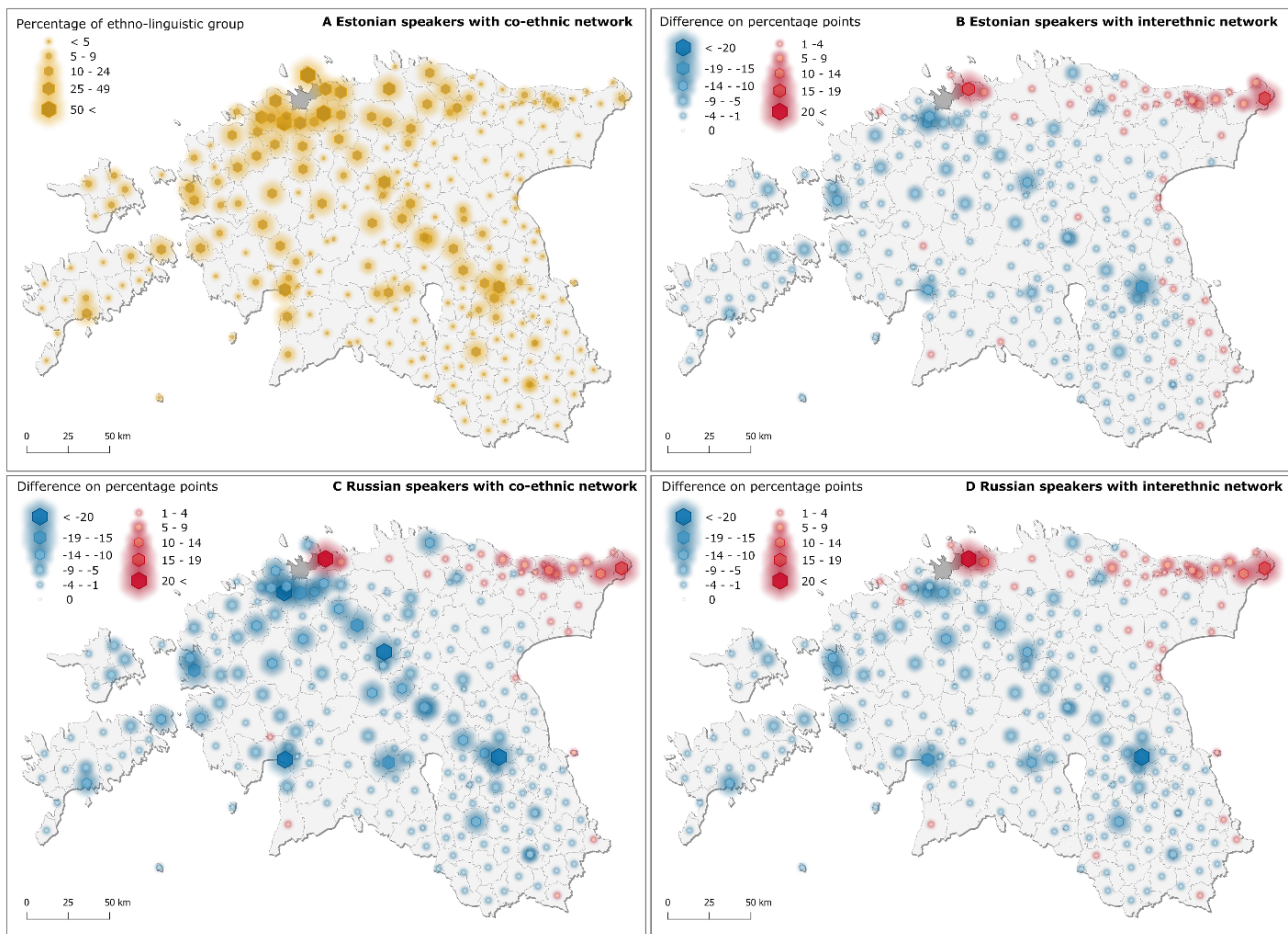 Percentage of ethno-linguistic group
A Estonian speakers with co-ethnic network
< 5
5 - 9
10 - 24
25 - 49
50 <
0 25 50 km
Difference on percentage points
B Estonian speakers with interethnic network
< -20
-19 - -15
-14 - -10
-9 - -5
-4 - -1
0
1 -4
5 - 9
10 - 14
15 - 19
20 <
0 25 50 km
Difference on percentage points
C Russian speakers with co-ethnic network
< -20
-19 - -15
-14 - -10
-9 - -5
-4 - -1
0
1 - 4
5 - 9
10 - 14
15 - 19
20 <
0 25 50 km
Difference on percentage points
D Russian speakers with interethnic network
< -20
-19 - -15
-14 - -10
-9 - -5
-4 - -1
0
1 - 4
5 - 9
10 - 14
15 - 19
20 <
0 25 50 km